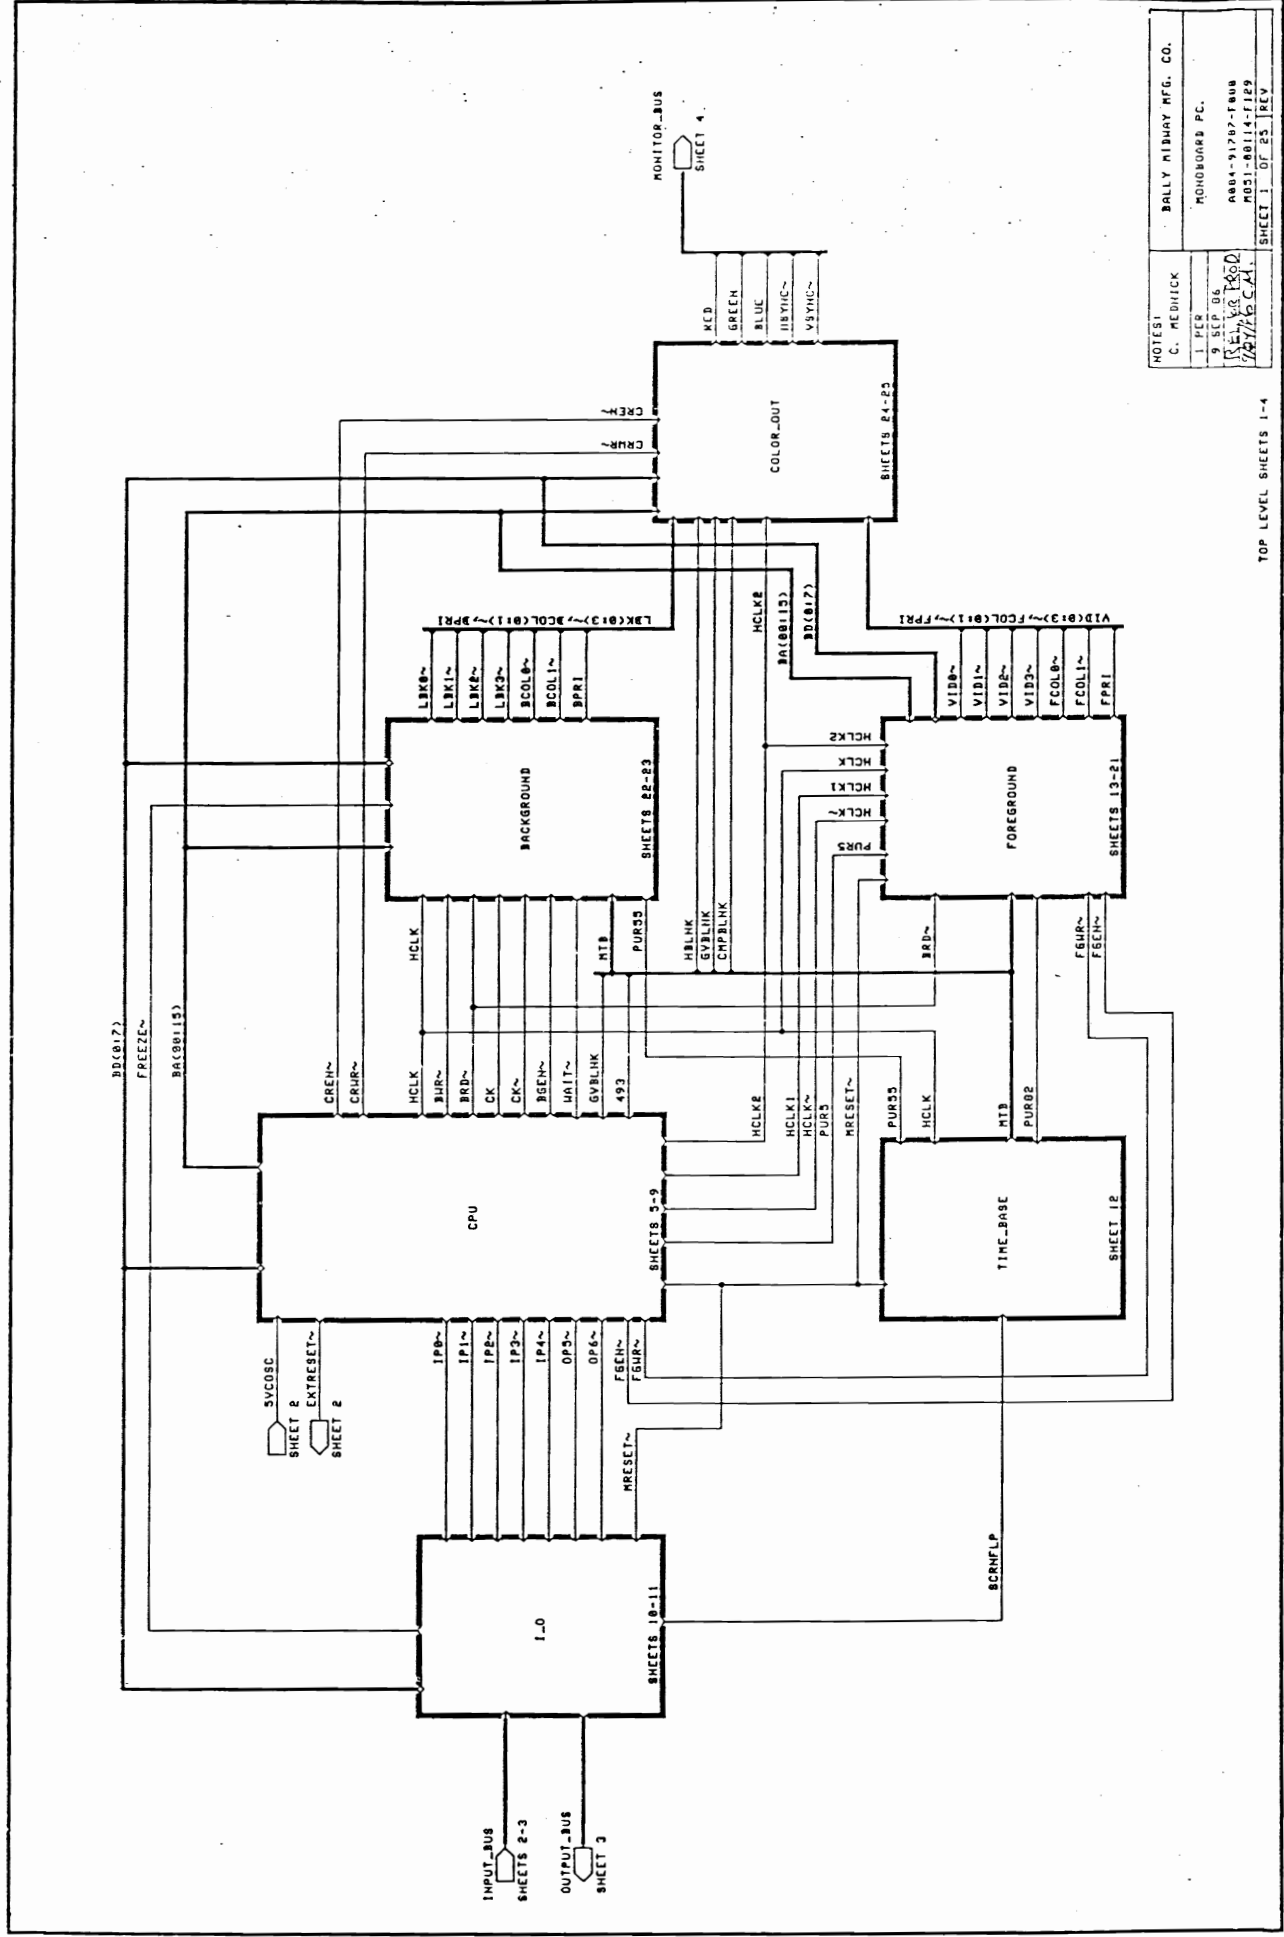 BD(0:7)
FREEZE~
BA(00:15)
5VCOSC
SHEET 2
EXTRESET~
SHEET 2
INPUT_BUS
SHEETS 2-3
OUTPUT_BUS
SHEET 3
I_O
SHEETS 10-11
IP0~
IP1~
IP2~
IP3~
IP4~
OP5~
OP6~
FGEN~
FGWR~
MRESET~
SCRNFLP
CPU
SHEETS 5-9
CREN~
CRWR~
HCLK
BWR~
BRD~
CK
CK~
BGEN~
WAIT~
GVBLNK
493
HCLK2
HCLK1
HCLK~
PUR5
MRESET~
TIME_BASE
SHEET 12
PUR55
HCLK
MTB
PUR82
HCLK
MTB
PUR55
BACKGROUND
SHEETS 22-23
LBK0~
LBK1~
LBK2~
LBK3~
BCOL0~
BCOL1~
BPRI
LBK(0:3)~,BCOL(0:1)~,BPRI
HBLNK
GVBLNK
CMPBLNK
BRD~
FGWR~
FGEN~
FOREGROUND
SHEETS 13-21
HCLK2
HCLK
HCLK1
HCLK~
PUR5
HCLK2
BA(00:15)
BD(0:7)
VID0~
VID1~
VID2~
VID3~
FCOL0~
FCOL1~
FPRI
VID(0:3)~,FCOL(0:1)~,FPRI
CREN~
CRWR~
COLOR_OUT
SHEETS 24-25
RED
GREEN
BLUE
HSYNC~
VSYNC~
MONITOR_BUS
SHEET 4
TOP LEVEL SHEETS 1-4
NOTES:
C. MEDNICK
1 PER
9 SEP 86
BALLY MIDWAY MFG. CO.
MONOBOARD PC.
A084-91787-F000
M051-00114-F129
SHEET 1 OF 25
REV